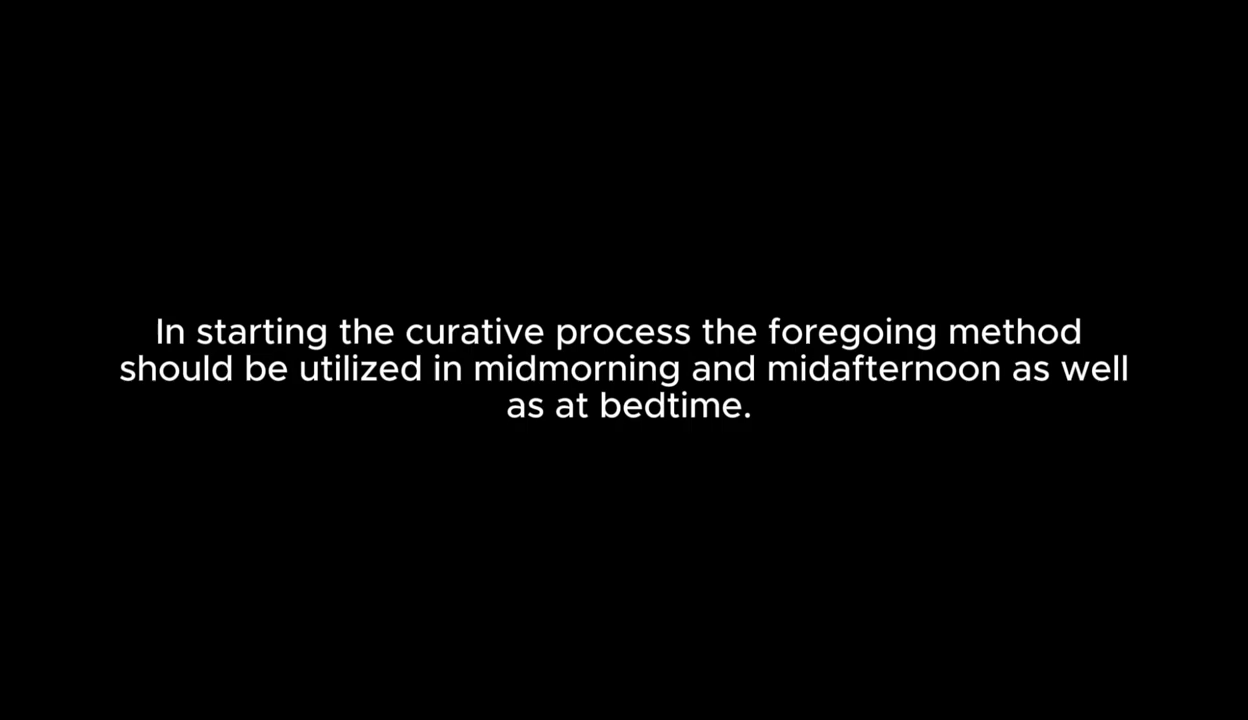 In starting the curative process the foregoing method
should be utilized in midmorning and midafternoon as well
as at bedtime.